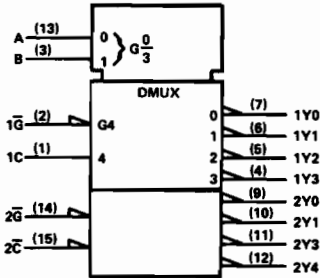 A (13) 0
B (3) 1
} G 0/3
DMUX
0 (7) 1Y0
1G̅ (2) G4
1 (6) 1Y1
1C (1) 4
2 (5) 1Y2
3 (4) 1Y3
(9) 2Y0
2G̅ (14)
(10) 2Y1
2C̅ (15)
(11) 2Y3
(12) 2Y4